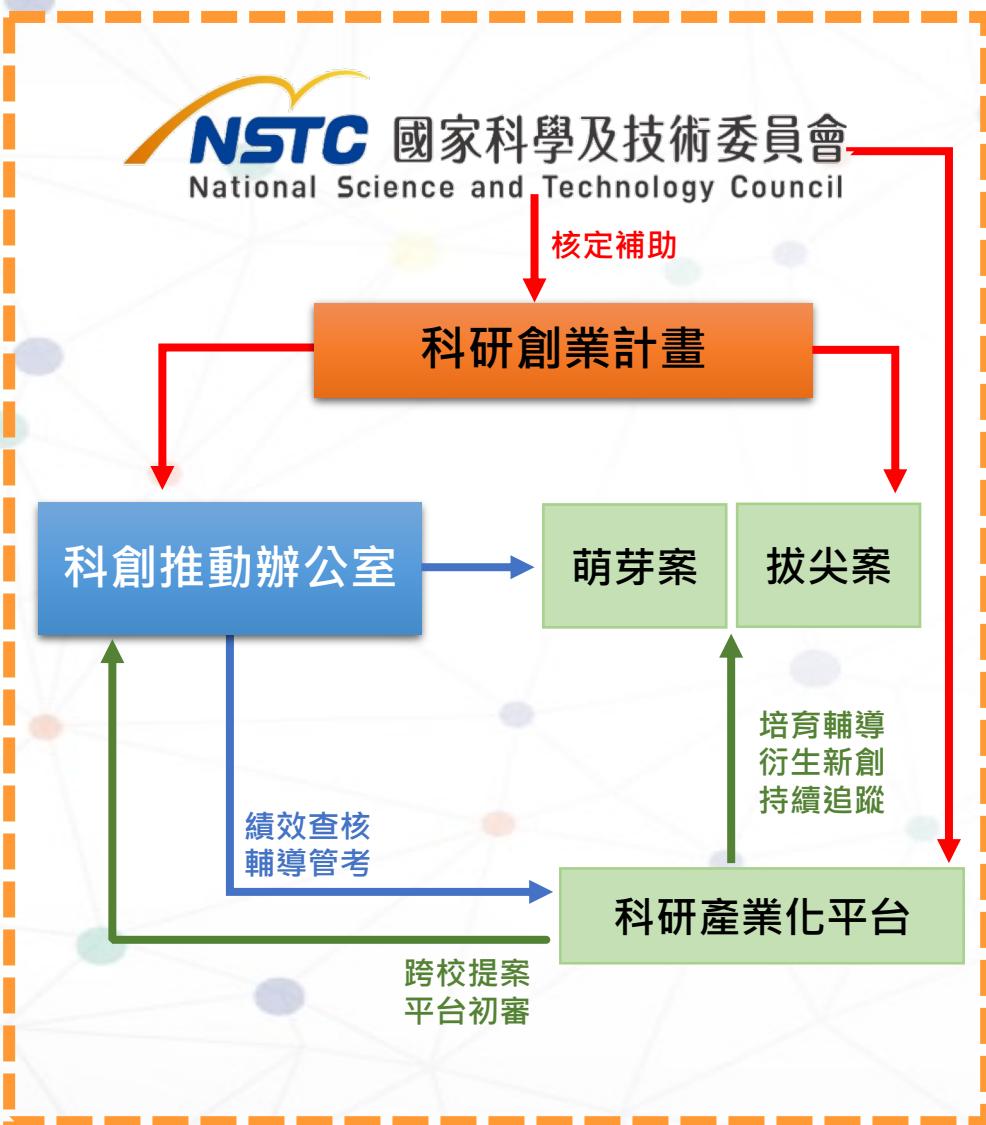 NSTC 國家科學及技術委員會
National Science and Technology Council
核定補助
科研創業計畫
科創推動辦公室
萌芽案
拔尖案
培育輔導
衍生新創
持續追蹤
績效查核
輔導管考
科研產業化平台
跨校提案
平台初審